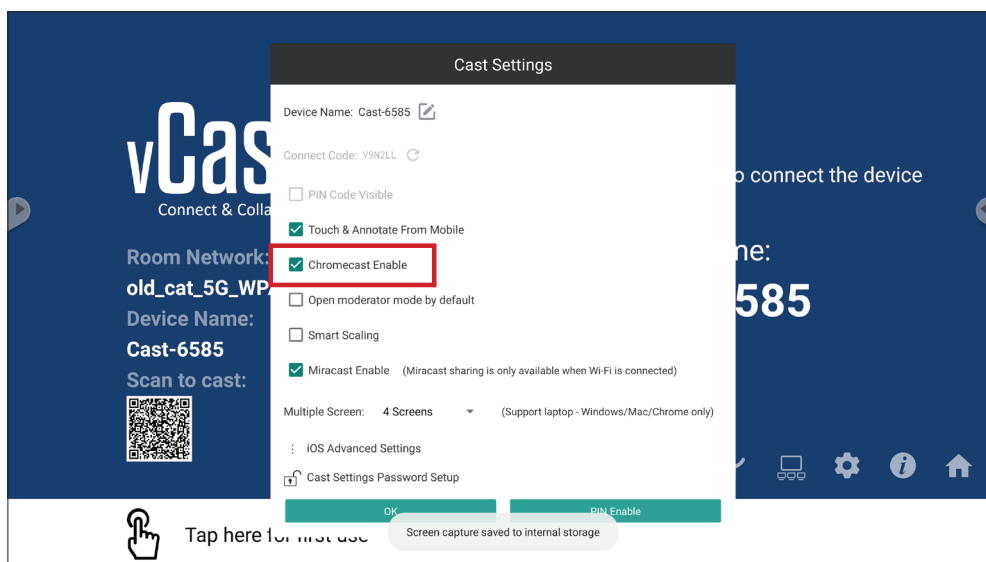 Cast Settings
Device Name: Cast-6585
Connect Code: V9N2LL
PIN Code Visible
Touch & Annotate From Mobile
Chromecast Enable
Open moderator mode by default
Smart Scaling
Miracast Enable (Miracast sharing is only available when Wi-Fi is connected)
Multiple Screen: 4 Screens (Support laptop - Windows/Mac/Chrome only)
iOS Advanced Settings
Cast Settings Password Setup
OK PIN Enable
Screen capture saved to internal storage
vCas
Connect & Colla
Room Network:
old_cat_5G_WPA
Device Name:
Cast-6585
Scan to cast:
connect the device
me:
585
Tap here for first use